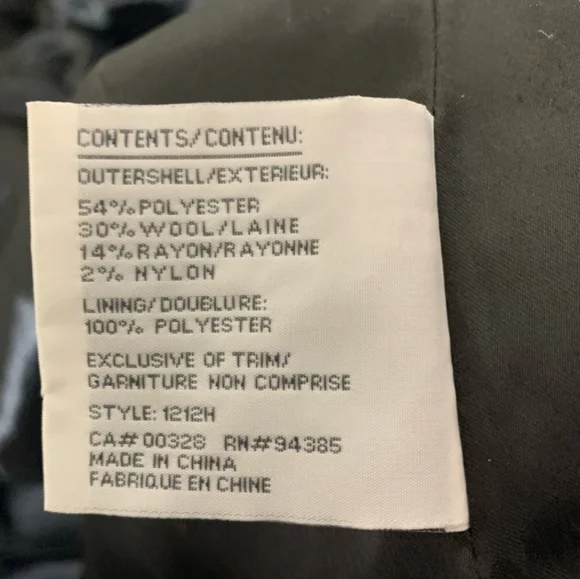 CONTENTS/CONTENU:
OUTERSHELL/EXTERIEUR:
54% POLYESTER
30% WOOL/LAINE
14% RAYON/RAYONNE
2% NYLON
LINING/DOUBLURE:
100% POLYESTER
EXCLUSIVE OF TRIM/
GARNITURE NON COMPRISE
STYLE: 1212H
CA# 00328 RN# 94385
MADE IN CHINA
FABRIQUE EN CHINE